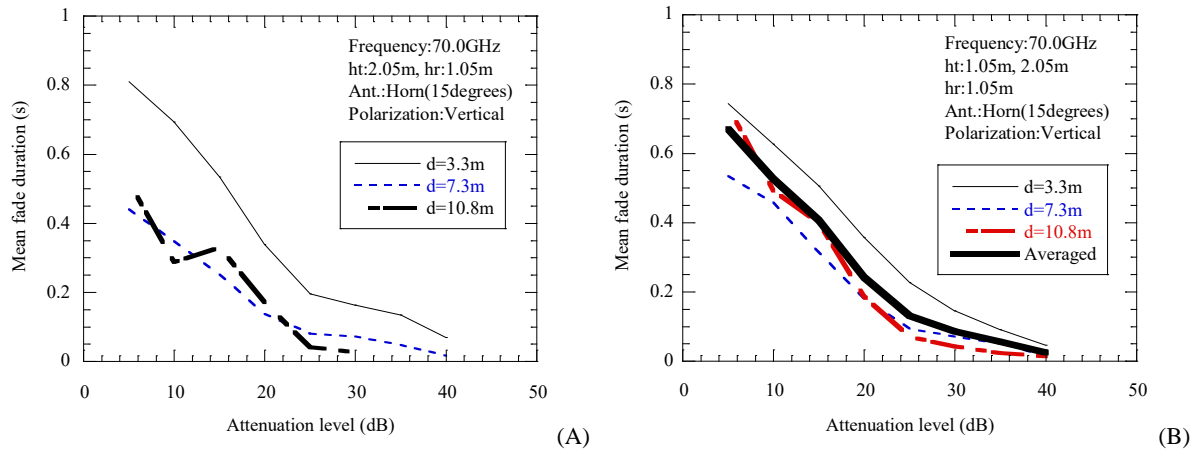 1
0.8
0.6
0.4
0.2
0
Mean fade duration (s)
Frequency:70.0GHz
ht:2.05m, hr:1.05m
Ant.:Horn(15degrees)
Polarization:Vertical
d=3.3m
d=7.3m
d=10.8m
0 10 20 30 40 50
Attenuation level (dB)
(A)
1
0.8
0.6
0.4
0.2
0
Mean fade duration (s)
Frequency:70.0GHz
ht:1.05m, 2.05m
hr:1.05m
Ant.:Horn(15degrees)
Polarization:Vertical
d=3.3m
d=7.3m
d=10.8m
Averaged
0 10 20 30 40 50
Attenuation level (dB)
(B)